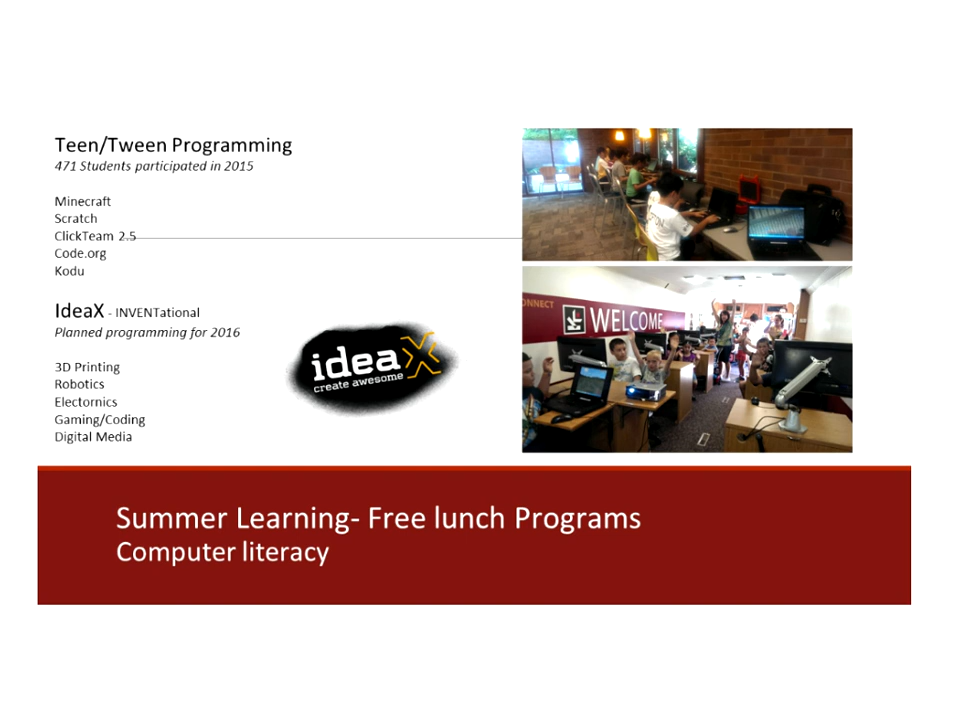 Teen/Tween Programming
471 Students participated in 2015
Minecraft
Scratch
ClickTeam 2.5
Code.org
Kodu
IdeaX - INVENTational
Planned programming for 2016
3D Printing
Robotics
Electornics
Gaming/Coding
Digital Media
ideaX
create awesome
CONNECT
WELCOME
Summer Learning- Free lunch Programs
Computer literacy